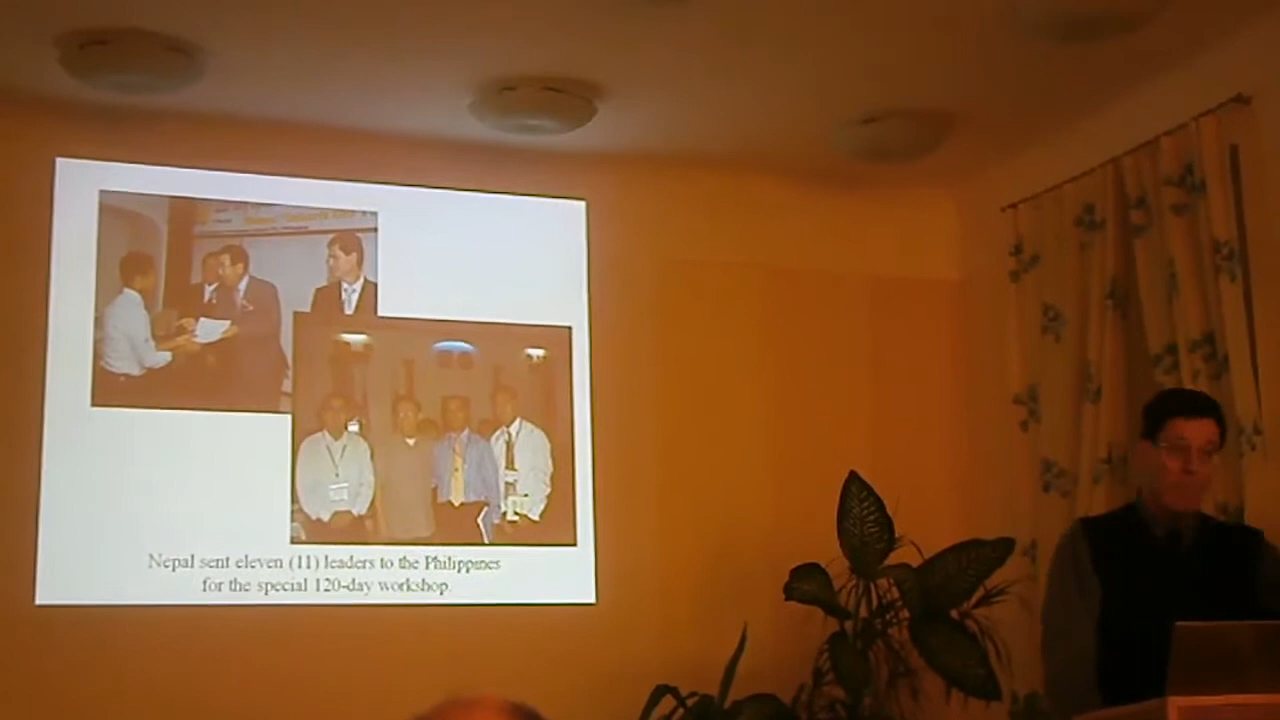 Nepal sent eleven (11) leaders to the Philippines
for the special 120-day workshop.